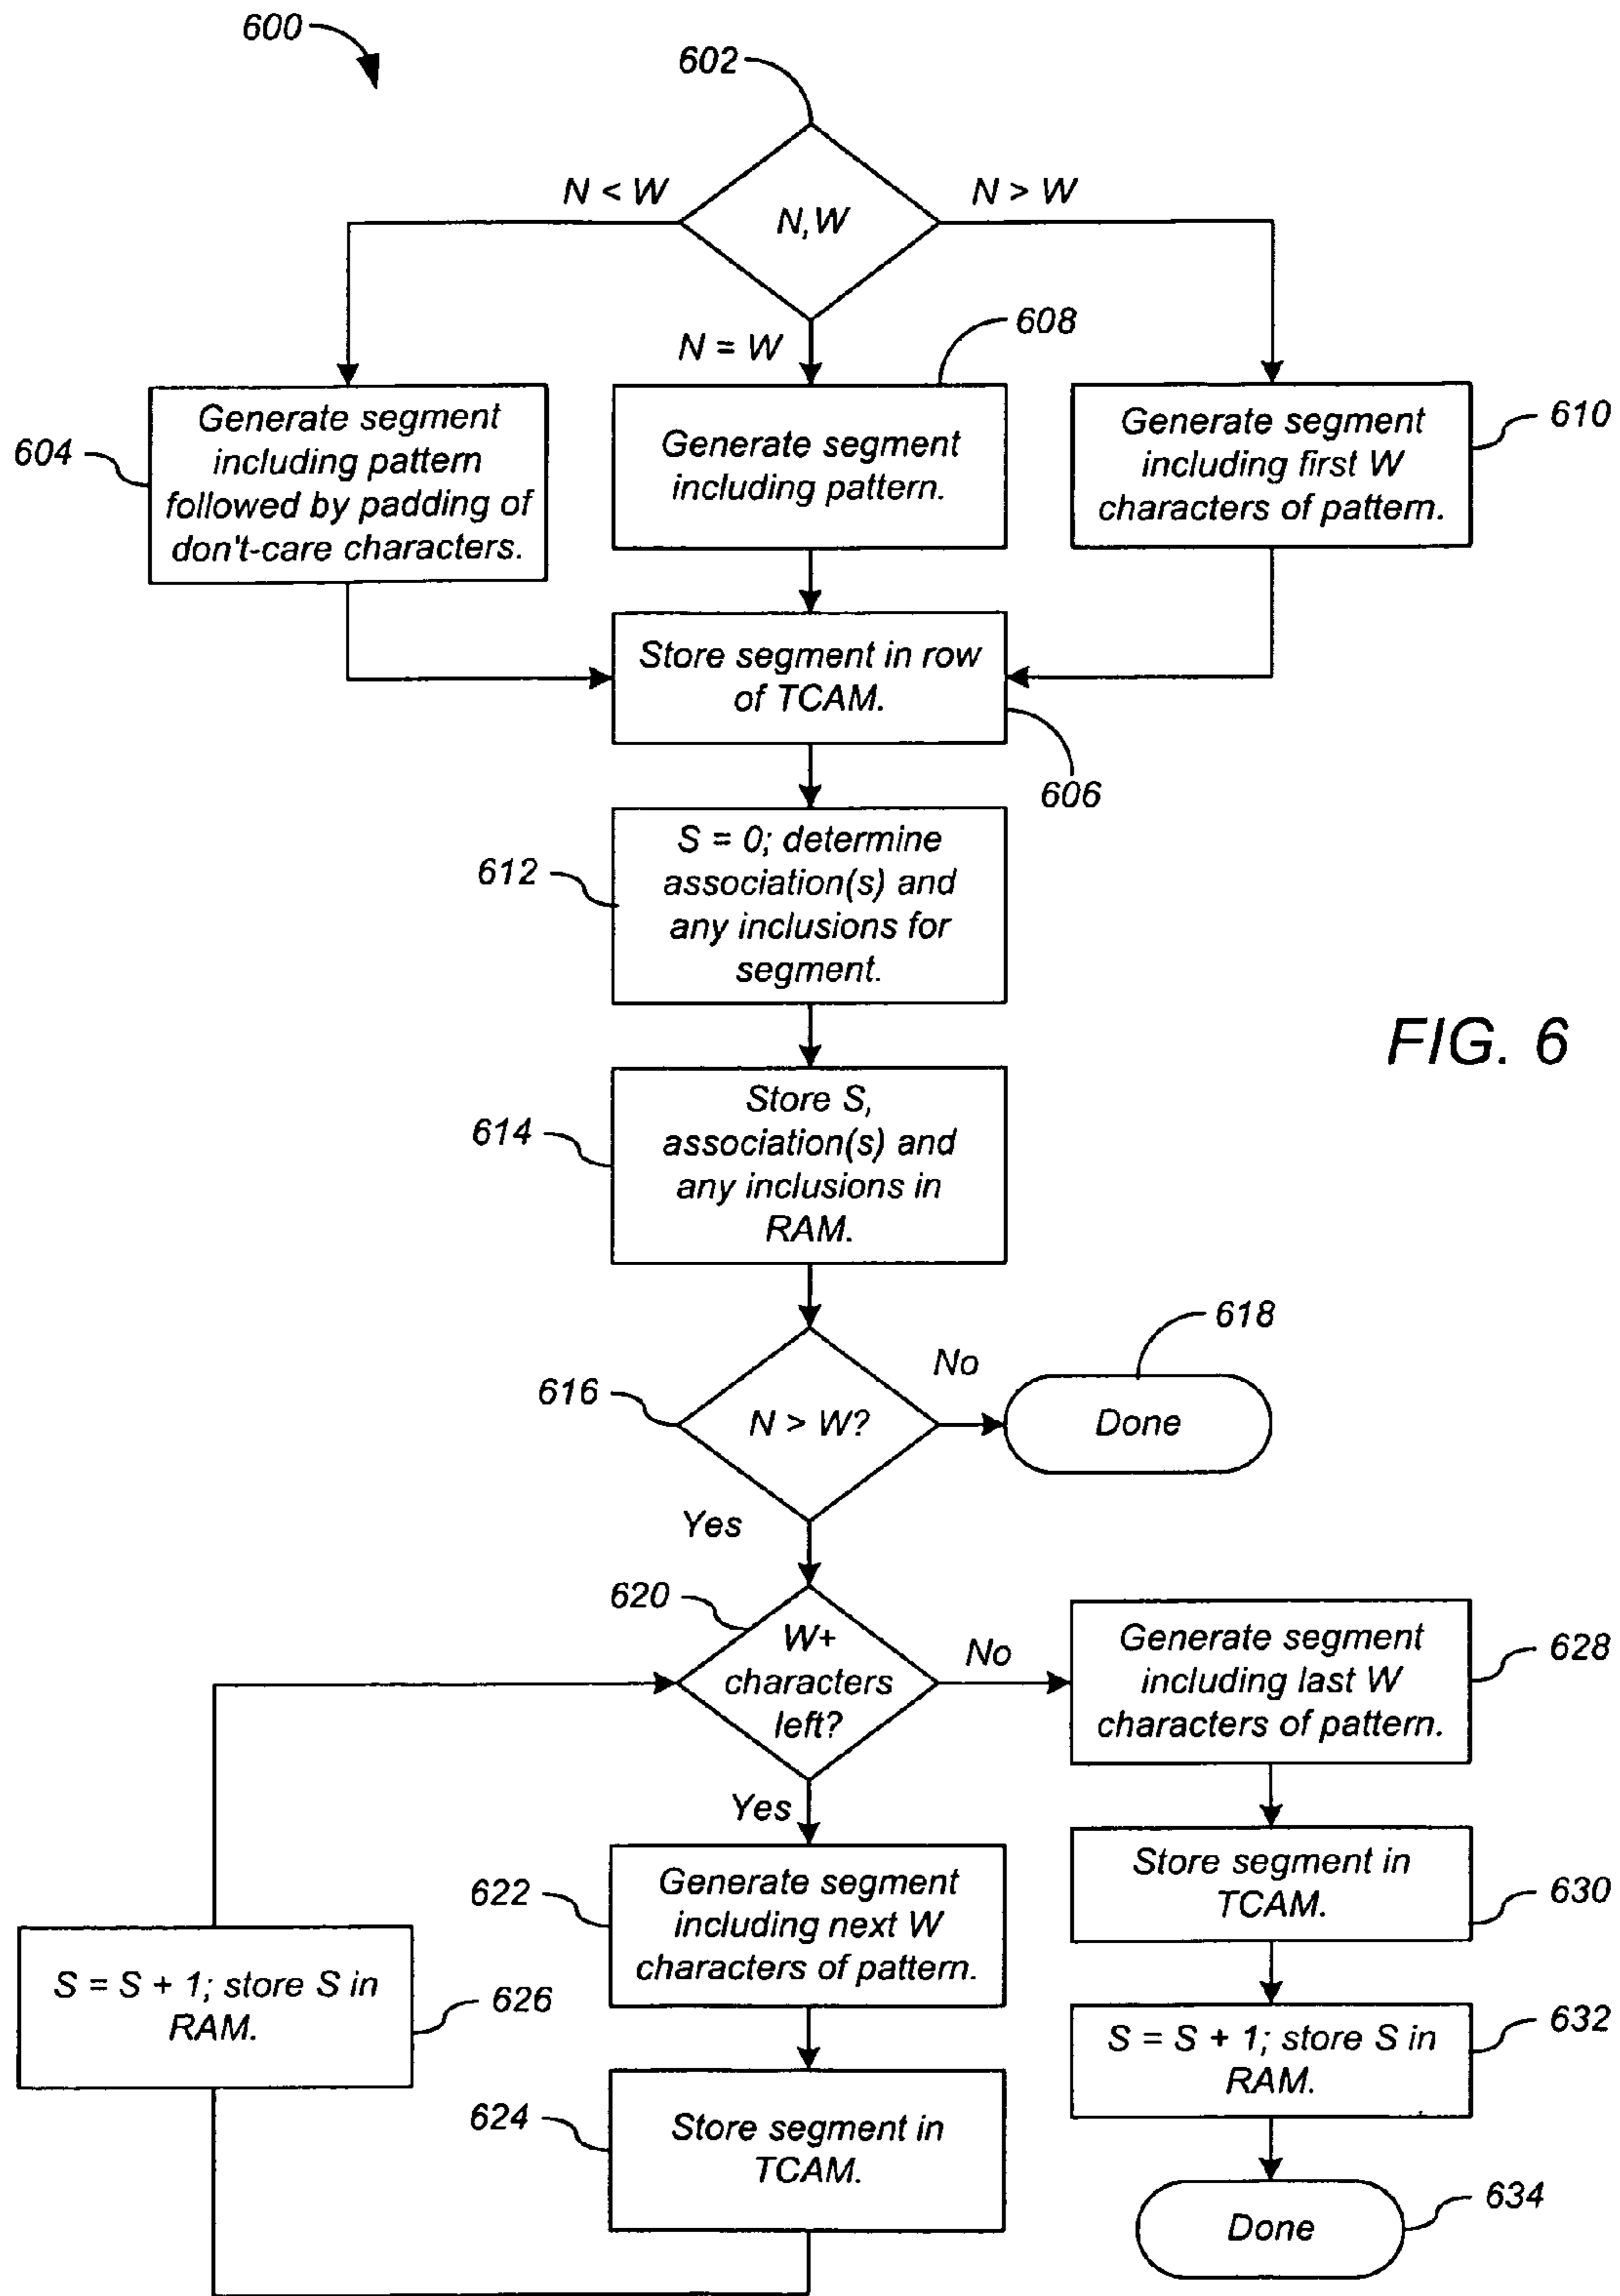 600
602
N < W
N > W
N, W
N = W
608
604
Generate segment
including pattern
followed by padding of
don't-care characters.
Generate segment
including pattern.
Generate segment
including first W
characters of pattern.
610
Store segment in row
of TCAM.
606
612
S = 0; determine
association(s) and
any inclusions for
segment.
FIG. 6
614
Store S,
association(s) and
any inclusions in
RAM.
616
N > W?
No
618
Done
Yes
620
W+
characters
left?
No
Generate segment
including last W
characters of pattern.
628
Yes
622
Generate segment
including next W
characters of pattern.
Store segment in
TCAM.
630
S = S + 1; store S in
RAM.
626
S = S + 1; store S in
RAM.
632
624
Store segment in
TCAM.
Done
634